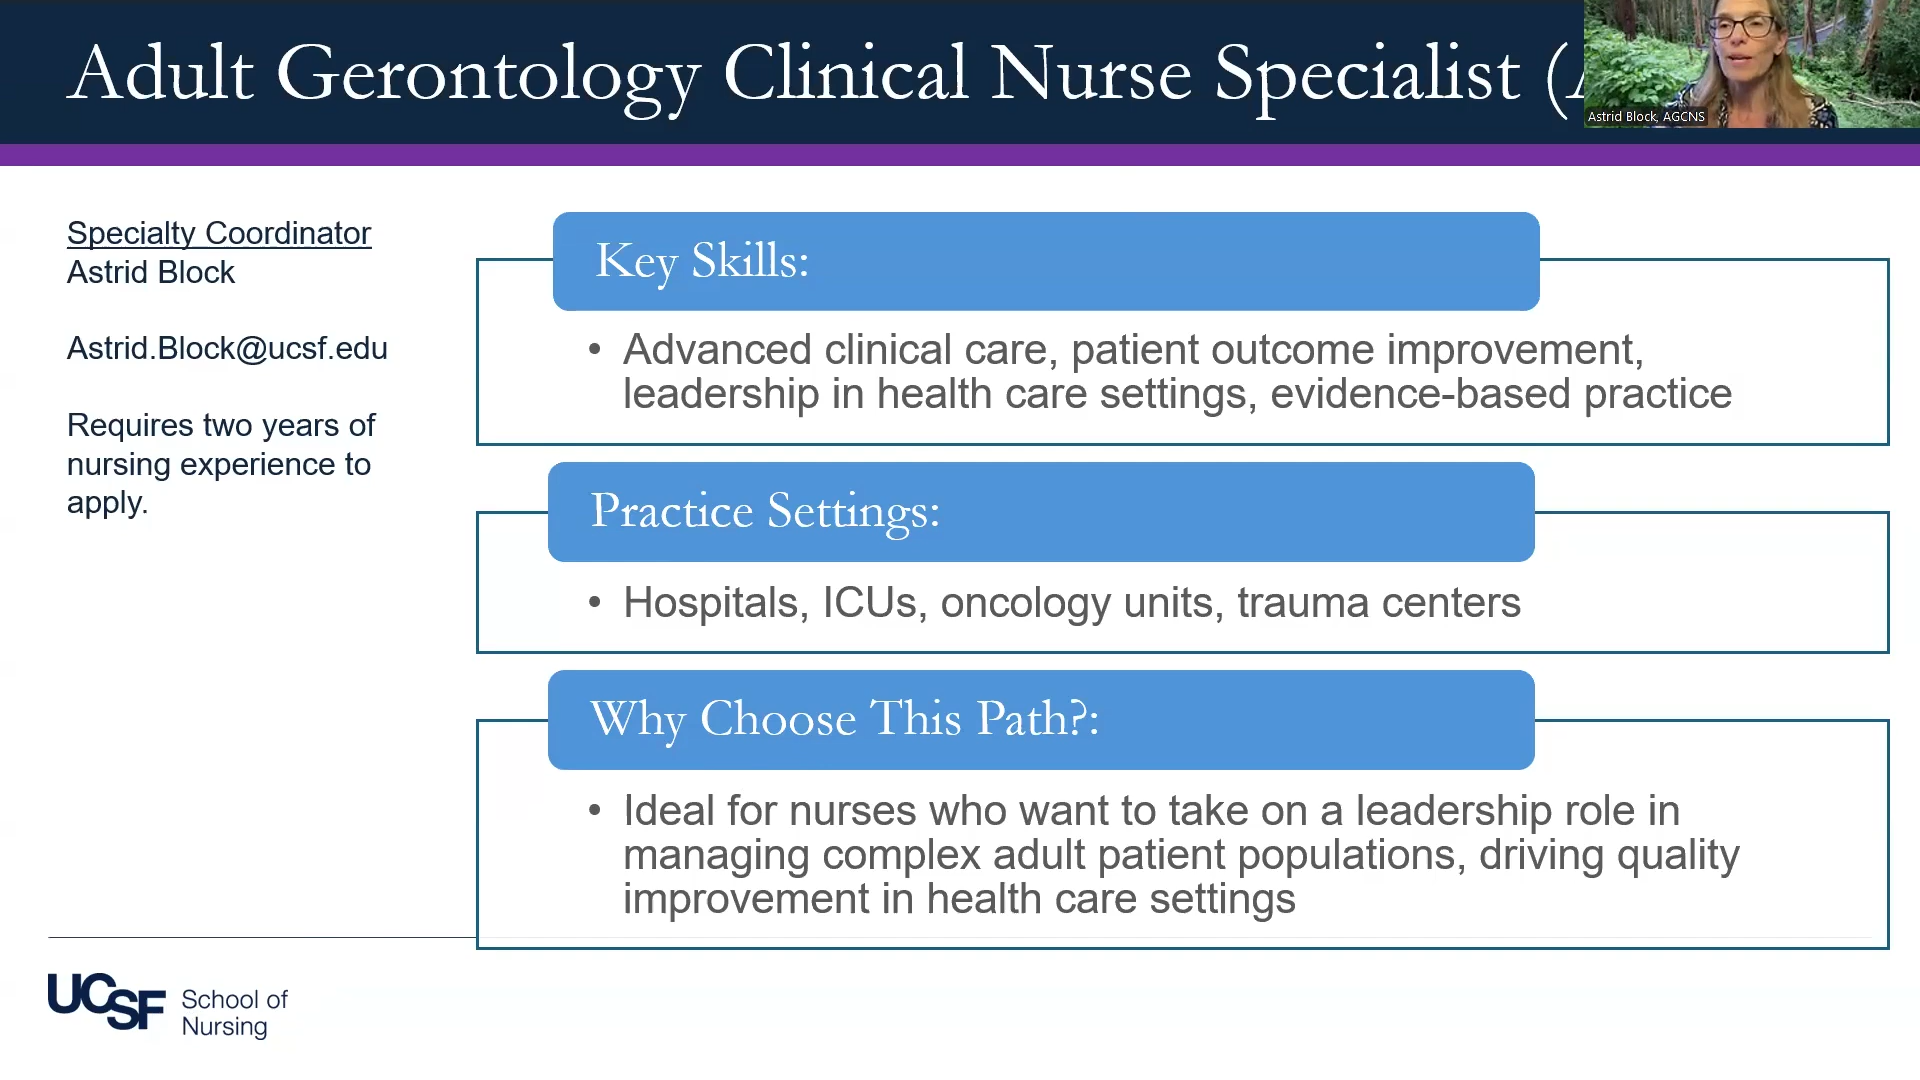 Adult Gerontology Clinical Nurse Specialist (
Astrid Block, AGCNS
Specialty Coordinator
Astrid Block
Astrid.Block@ucsf.edu
Requires two years of
nursing experience to
apply.
Key Skills:
• Advanced clinical care, patient outcome improvement,
leadership in health care settings, evidence-based practice
Practice Settings:
• Hospitals, ICUs, oncology units, trauma centers
Why Choose This Path?:
• Ideal for nurses who want to take on a leadership role in
managing complex adult patient populations, driving quality
improvement in health care settings
UCSF
School of
Nursing